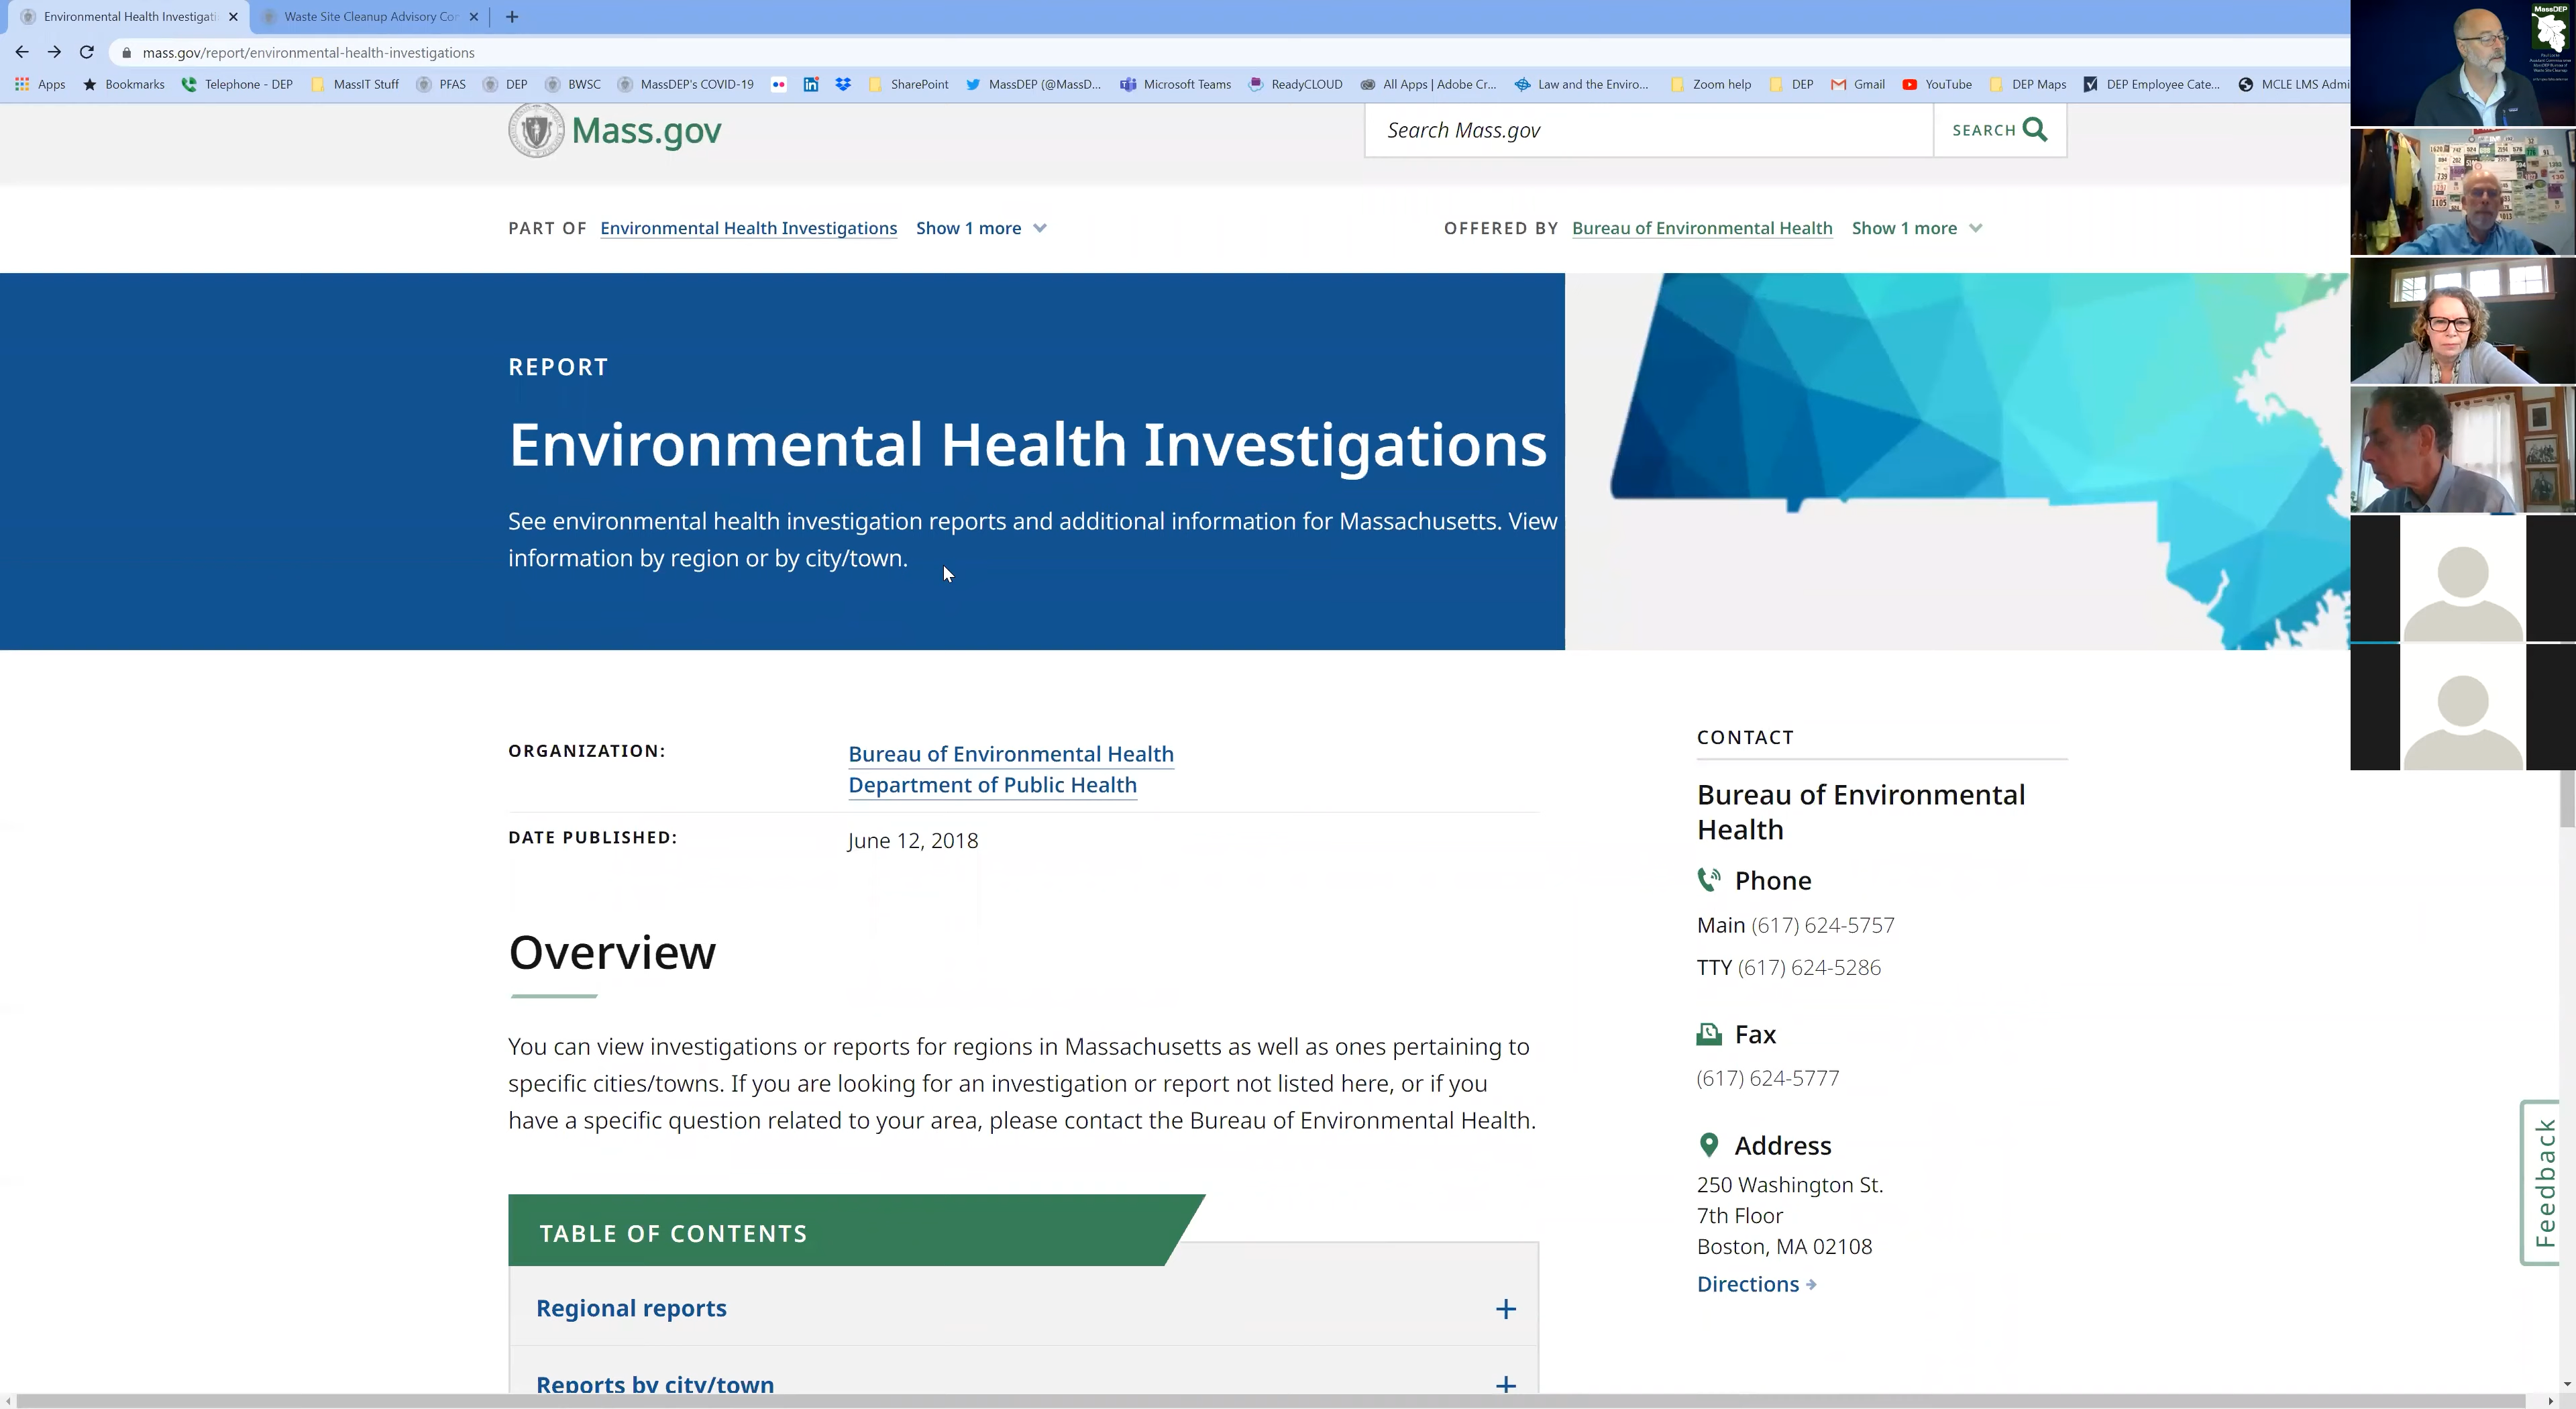 Environmental Health Investigati
Waste Site Cleanup Advisory Co
mass.gov/report/environmental-health-investigations
Apps Bookmarks Telephone - DEP MassIT Stuff PFAS DEP BWSC MassDEP's COVID-19 SharePoint MassDEP (@MassD... Microsoft Teams ReadyCLOUD All Apps | Adobe Cr... Law and the Enviro... Zoom help DEP Gmail YouTube DEP Maps DEP Employee Cate... MCLE LMS Admi
MassDEP
Mass.gov
Search Mass.gov
SEARCH
PART OF Environmental Health Investigations Show 1 more
OFFERED BY Bureau of Environmental Health Show 1 more
REPORT
Environmental Health Investigations
See environmental health investigation reports and additional information for Massachusetts. View
information by region or by city/town.
ORGANIZATION:
Bureau of Environmental Health
Department of Public Health
DATE PUBLISHED:
June 12, 2018
Overview
You can view investigations or reports for regions in Massachusetts as well as ones pertaining to
specific cities/towns. If you are looking for an investigation or report not listed here, or if you
have a specific question related to your area, please contact the Bureau of Environmental Health.
TABLE OF CONTENTS
Regional reports
Reports by city/town
CONTACT
Bureau of Environmental
Health
Phone
Main (617) 624-5757
TTY (617) 624-5286
Fax
(617) 624-5777
Address
250 Washington St.
7th Floor
Boston, MA 02108
Directions
Feedback